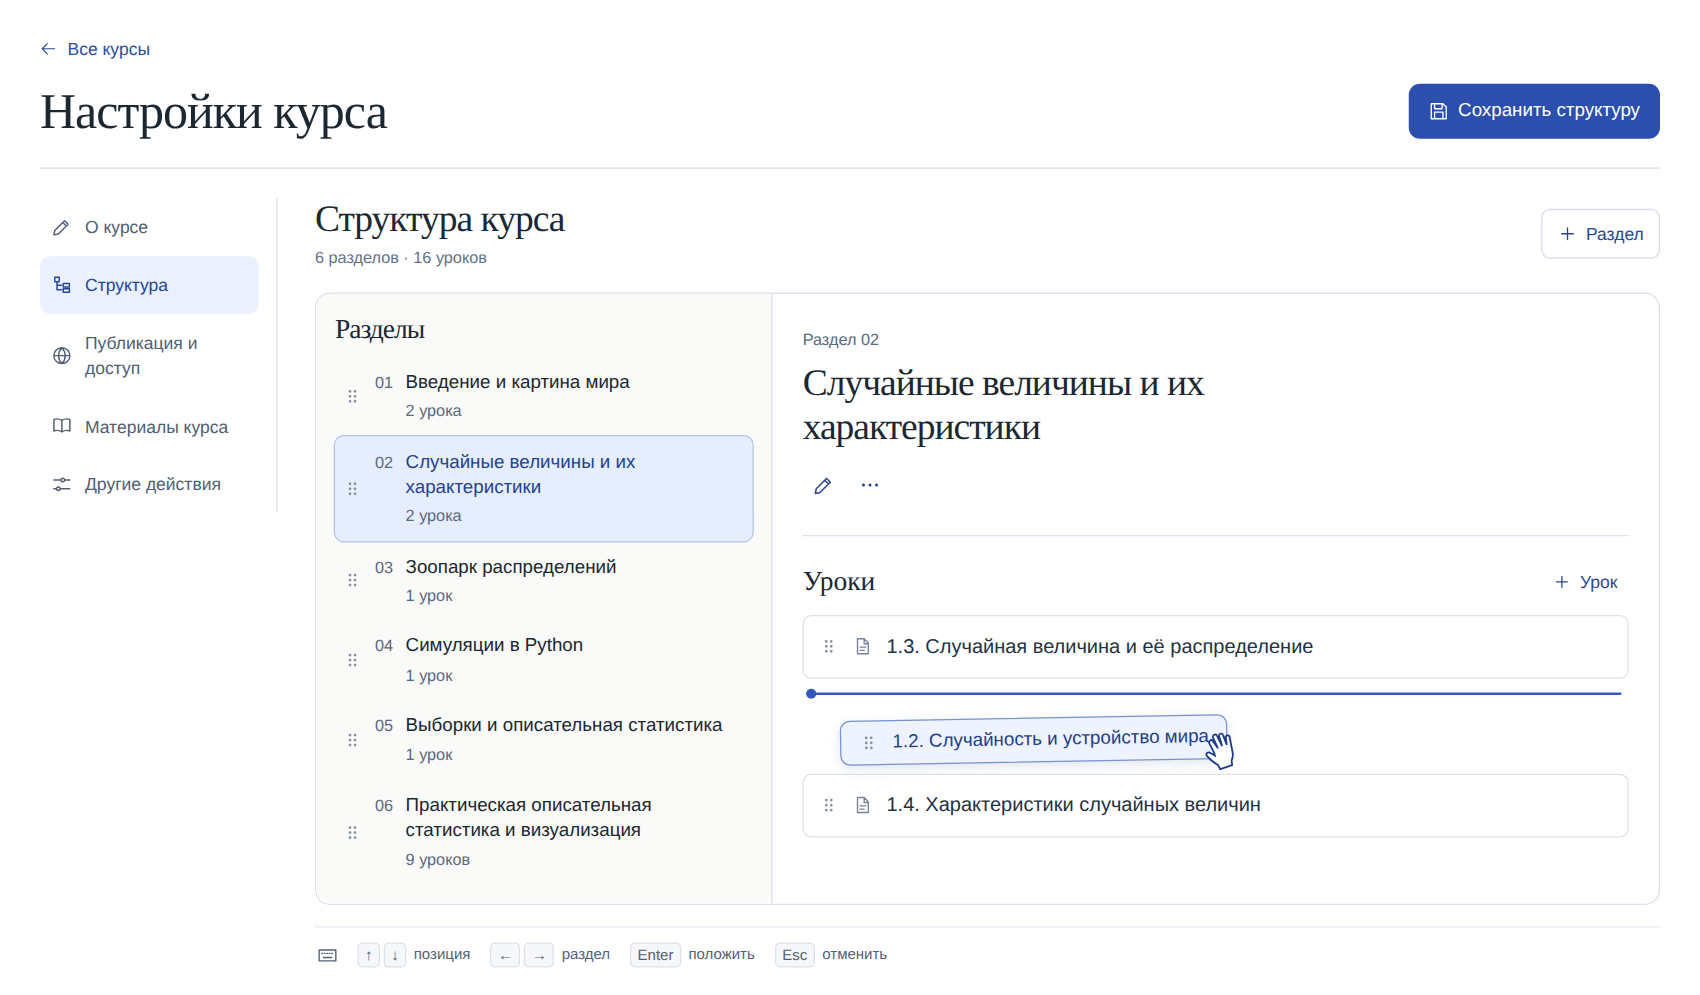 Все курсы
Настройки курса
Сохранить структуру
О курсе
Структура
Публикация и
доступ
Материалы курса
Другие действия
Структура курса
6 разделов · 16 уроков
Раздел
Разделы
01 Введение и картина мира
2 урока
02 Случайные величины и их
характеристики
2 урока
03 Зоопарк распределений
1 урок
04 Симуляции в Python
1 урок
05 Выборки и описательная статистика
1 урок
06 Практическая описательная
статистика и визуализация
9 уроков
Раздел 02
Случайные величины и их
характеристики
Уроки
Урок
1.3. Случайная величина и её распределение
1.2. Случайность и устройство мира
1.4. Характеристики случайных величин
↑ ↓ позиция ← → раздел Enter положить Esc отменить